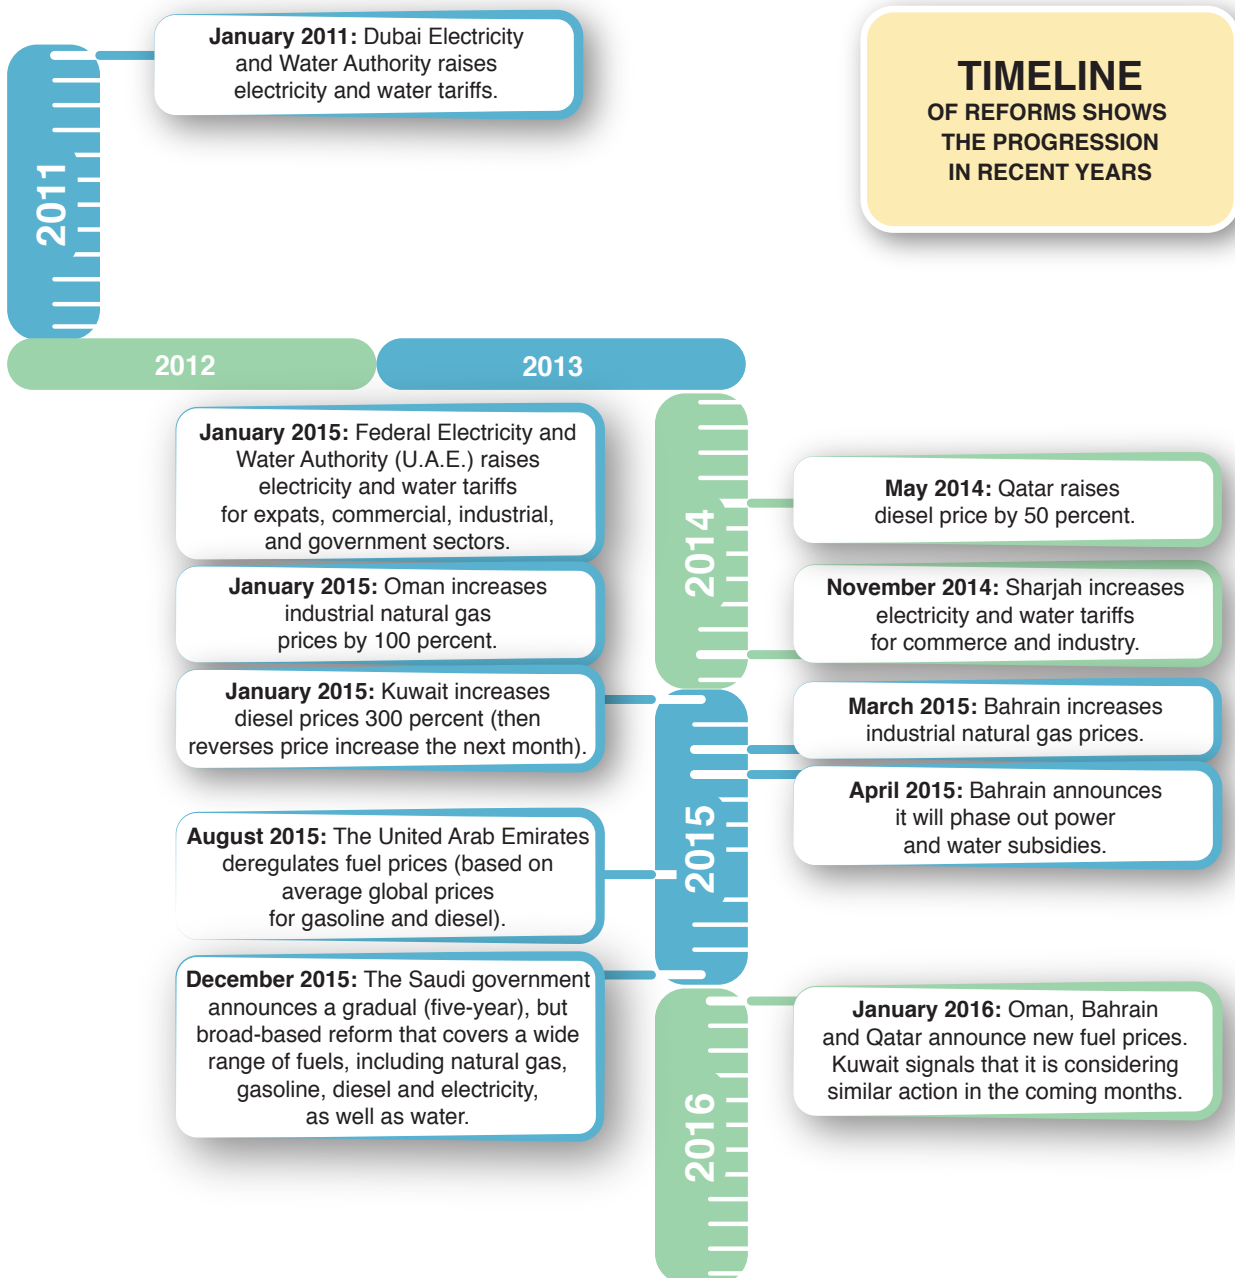 January 2011: Dubai Electricity
and Water Authority raises
electricity and water tariffs.
TIMELINE
OF REFORMS SHOWS
THE PROGRESSION
IN RECENT YEARS
2011
2012
2013
January 2015: Federal Electricity and
Water Authority (U.A.E.) raises
electricity and water tariffs
for expats, commercial, industrial,
and government sectors.
January 2015: Oman increases
industrial natural gas
prices by 100 percent.
January 2015: Kuwait increases
diesel prices 300 percent (then
reverses price increase the next month).
2014
May 2014: Qatar raises
diesel price by 50 percent.
November 2014: Sharjah increases
electricity and water tariffs
for commerce and industry.
March 2015: Bahrain increases
industrial natural gas prices.
April 2015: Bahrain announces
it will phase out power
and water subsidies.
2015
August 2015: The United Arab Emirates
deregulates fuel prices (based on
average global prices
for gasoline and diesel).
December 2015: The Saudi government
announces a gradual (five-year), but
broad-based reform that covers a wide
range of fuels, including natural gas,
gasoline, diesel and electricity,
as well as water.
January 2016: Oman, Bahrain
and Qatar announce new fuel prices.
Kuwait signals that it is considering
similar action in the coming months.
2016